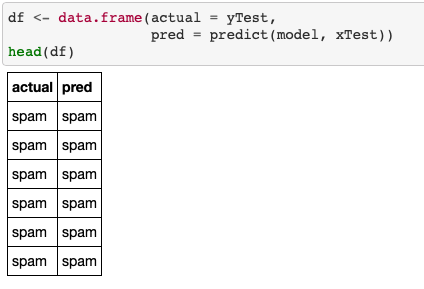 df <- data.frame(actual = yTest,
                 pred = predict(model, xTest))
head(df)
actual pred
spam spam
spam spam
spam spam
spam spam
spam spam
spam spam